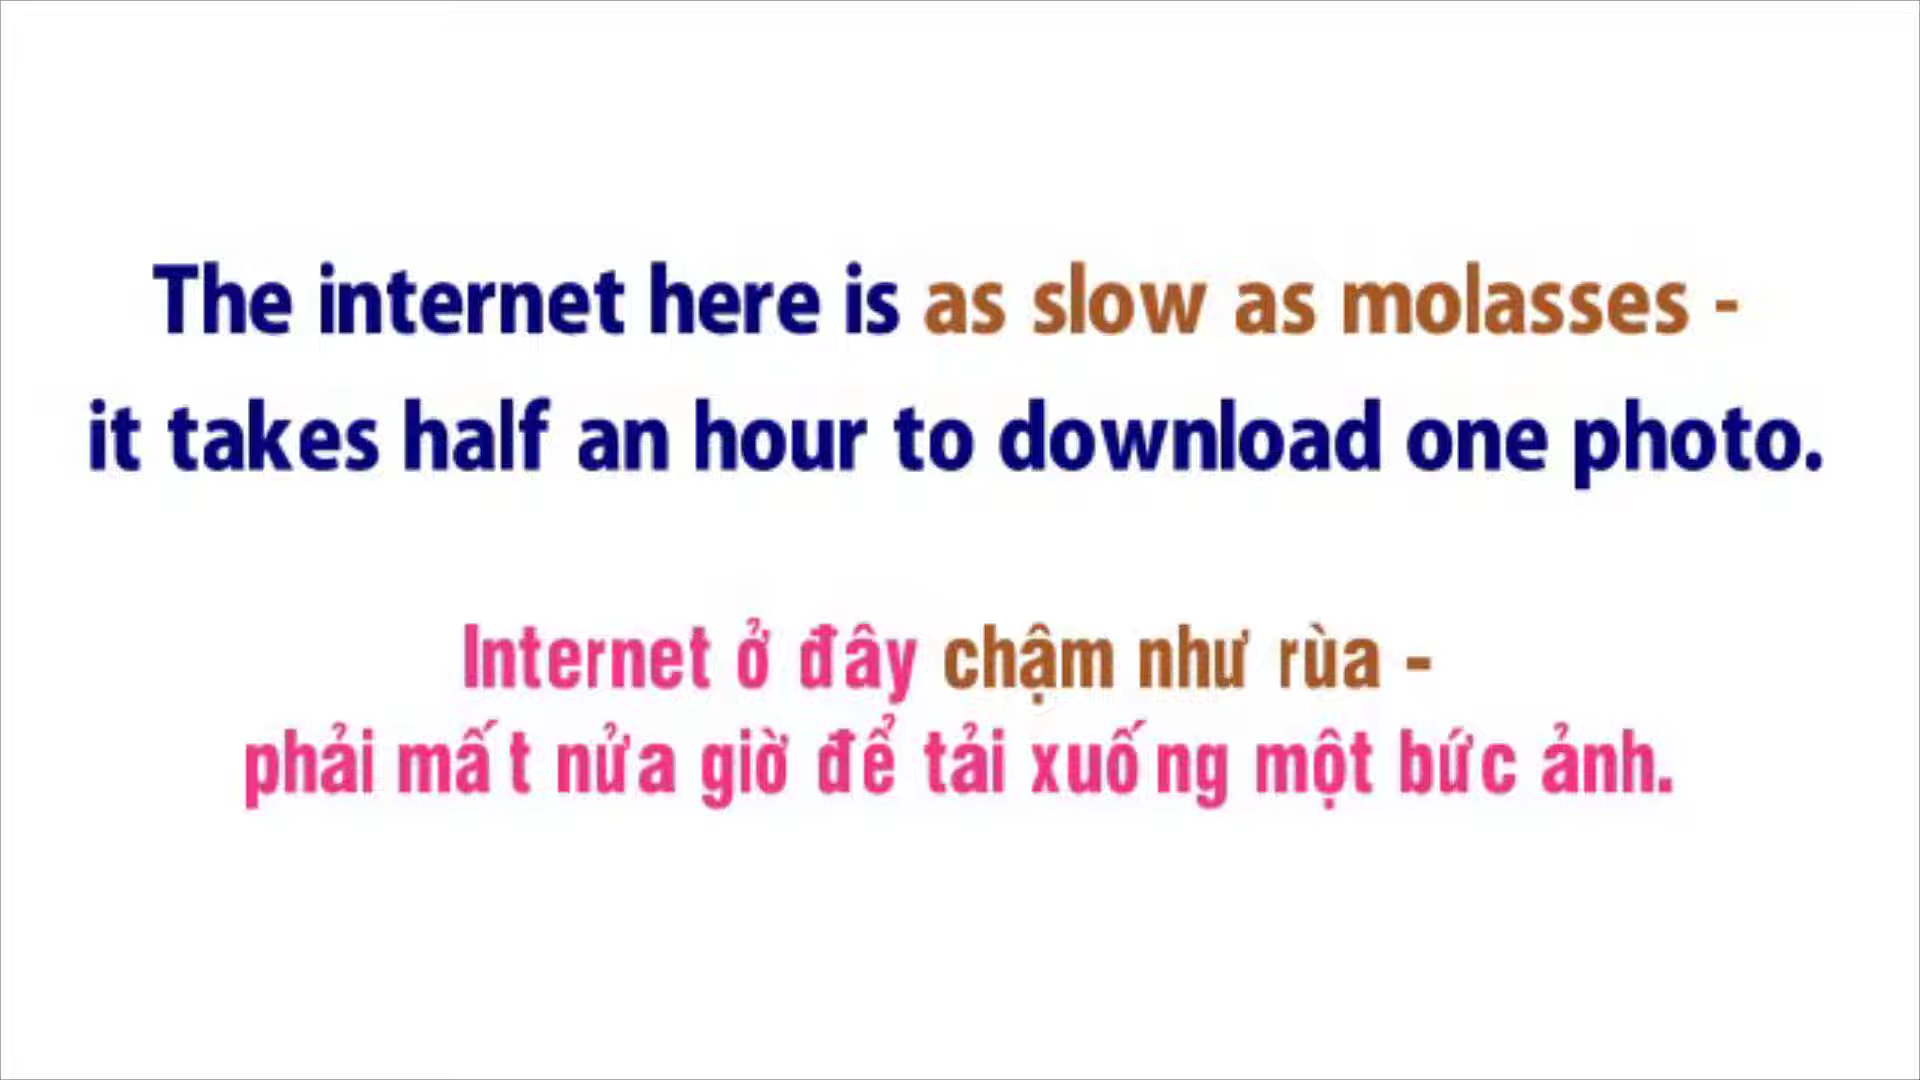 The internet here is as slow as molasses -
it takes half an hour to download one photo.
Internet ở đây chậm như rùa -
phải mất nửa giờ để tải xuống một bức ảnh.